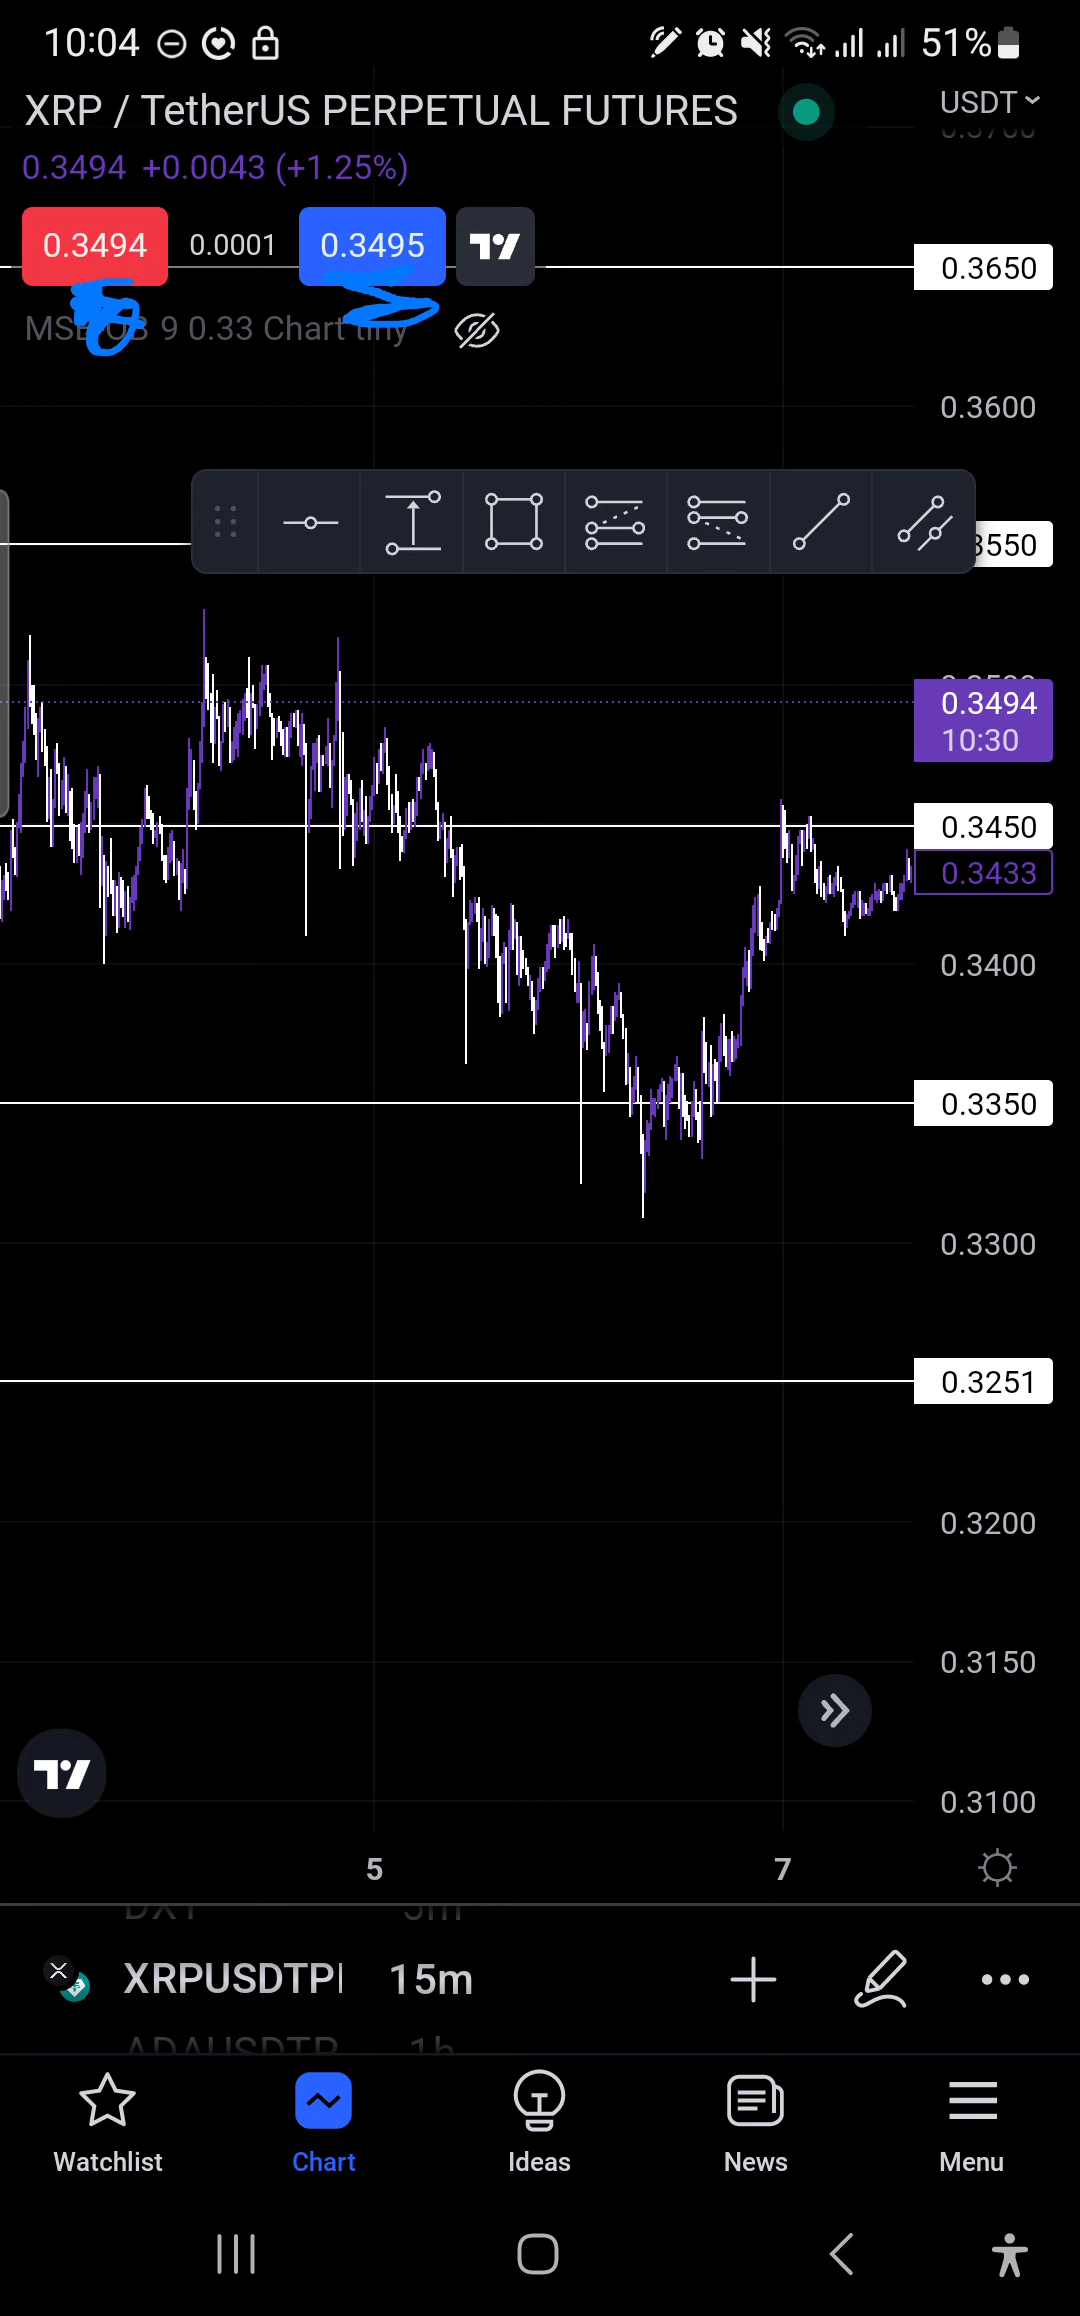 10:04 51%
XRP / TetherUS PERPETUAL FUTURES USDT
0.3494 +0.0043 (+1.25%)
0.3494 0.0001 0.3495
0.3650
9 0.33 Chart tiny
0.3600
0.3494
10:30
0.3450
0.3433
0.3400
0.3350
0.3300
0.3251
0.3200
0.3150
0.3100
5 7
XRPUSDTP 15m
Watchlist Chart Ideas News Menu